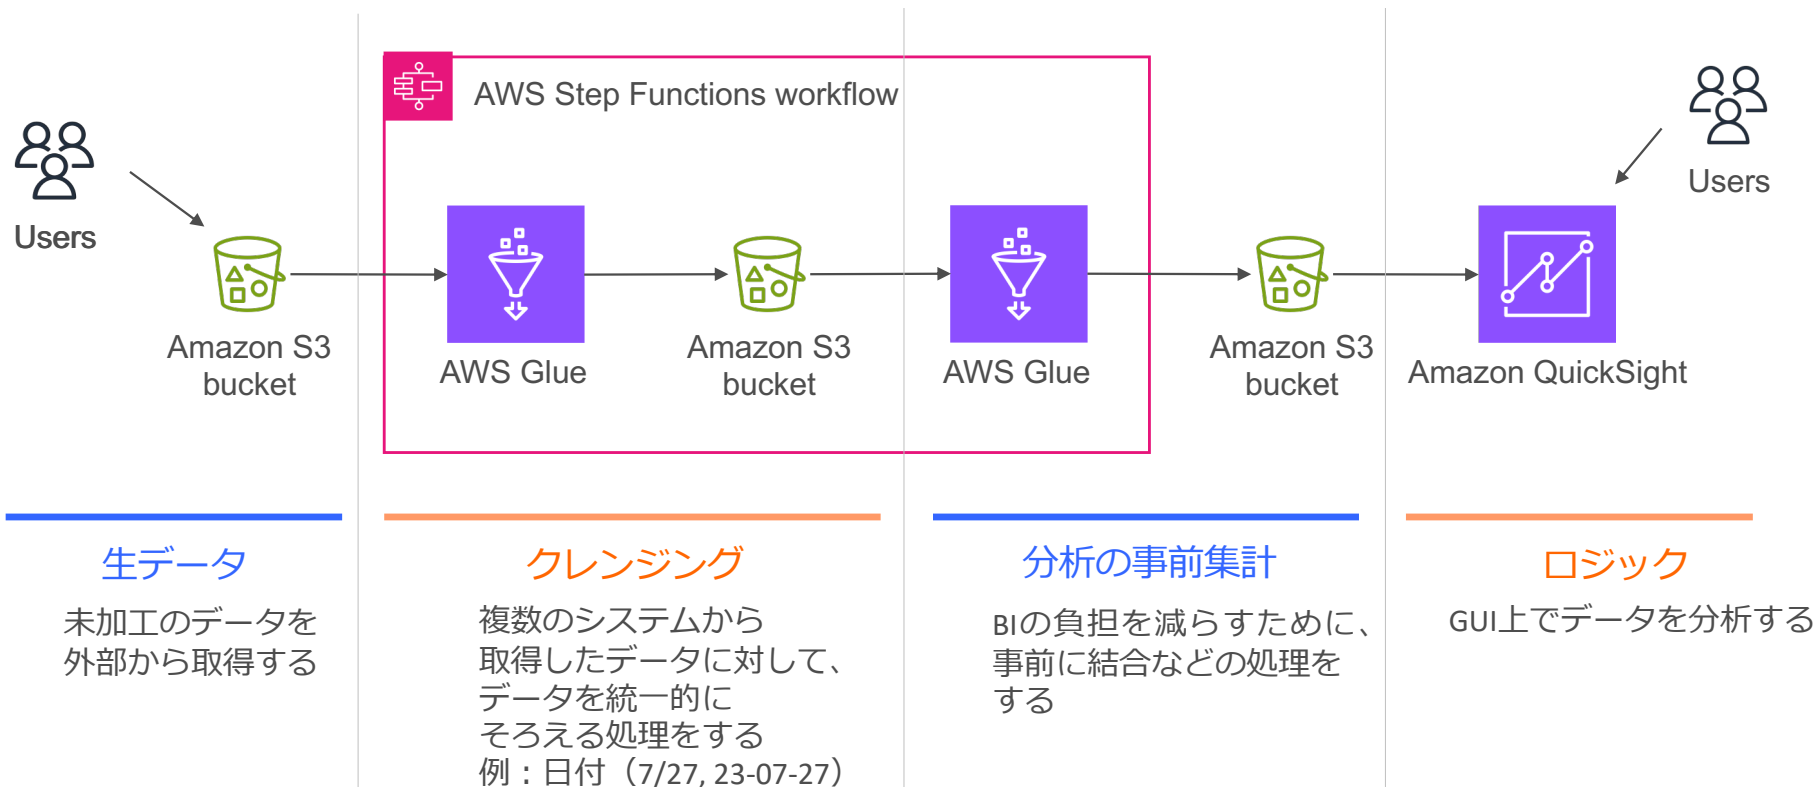 AWS Step Functions workflow
Users
Users
Amazon S3
bucket
AWS Glue
Amazon S3
bucket
AWS Glue
Amazon S3
bucket
Amazon QuickSight
生データ
未加工のデータを
外部から取得する
クレンジング
複数のシステムから
取得したデータに対して、
データを統一的に
そろえる処理をする
例：日付（7/27, 23-07-27）
分析の事前集計
BIの負担を減らすために、
事前に結合などの処理を
する
ロジック
GUI上でデータを分析する